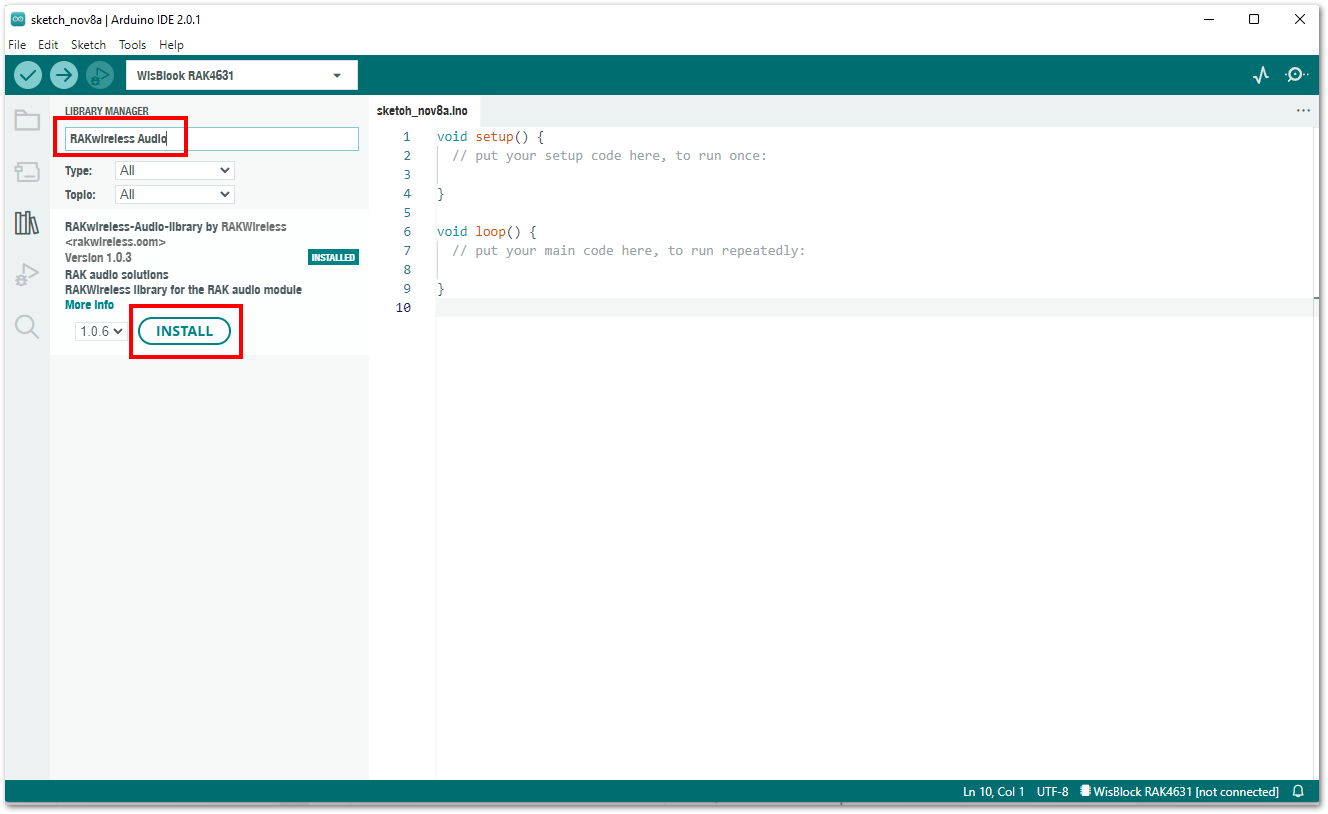 sketch_nov8a | Arduino IDE 2.0.1
File Edit Sketch Tools Help
WisBlock RAK4631
LIBRARY MANAGER
RAKwireless Audio
Type: All
Topic: All
RAKwireless-Audio-library by RAKWireless
<rakwireless.com>
Version 1.0.3
INSTALLED
RAK audio solutions
RAKWireless library for the RAK audio module
More info
1.0.6
INSTALL
sketch_nov8a.ino
...
1 void setup() {
2 // put your setup code here, to run once:
3
4 }
5
6 void loop() {
7 // put your main code here, to run repeatedly:
8
9 }
10
Ln 10, Col 1 UTF-8 WisBlock RAK4631 [not connected]